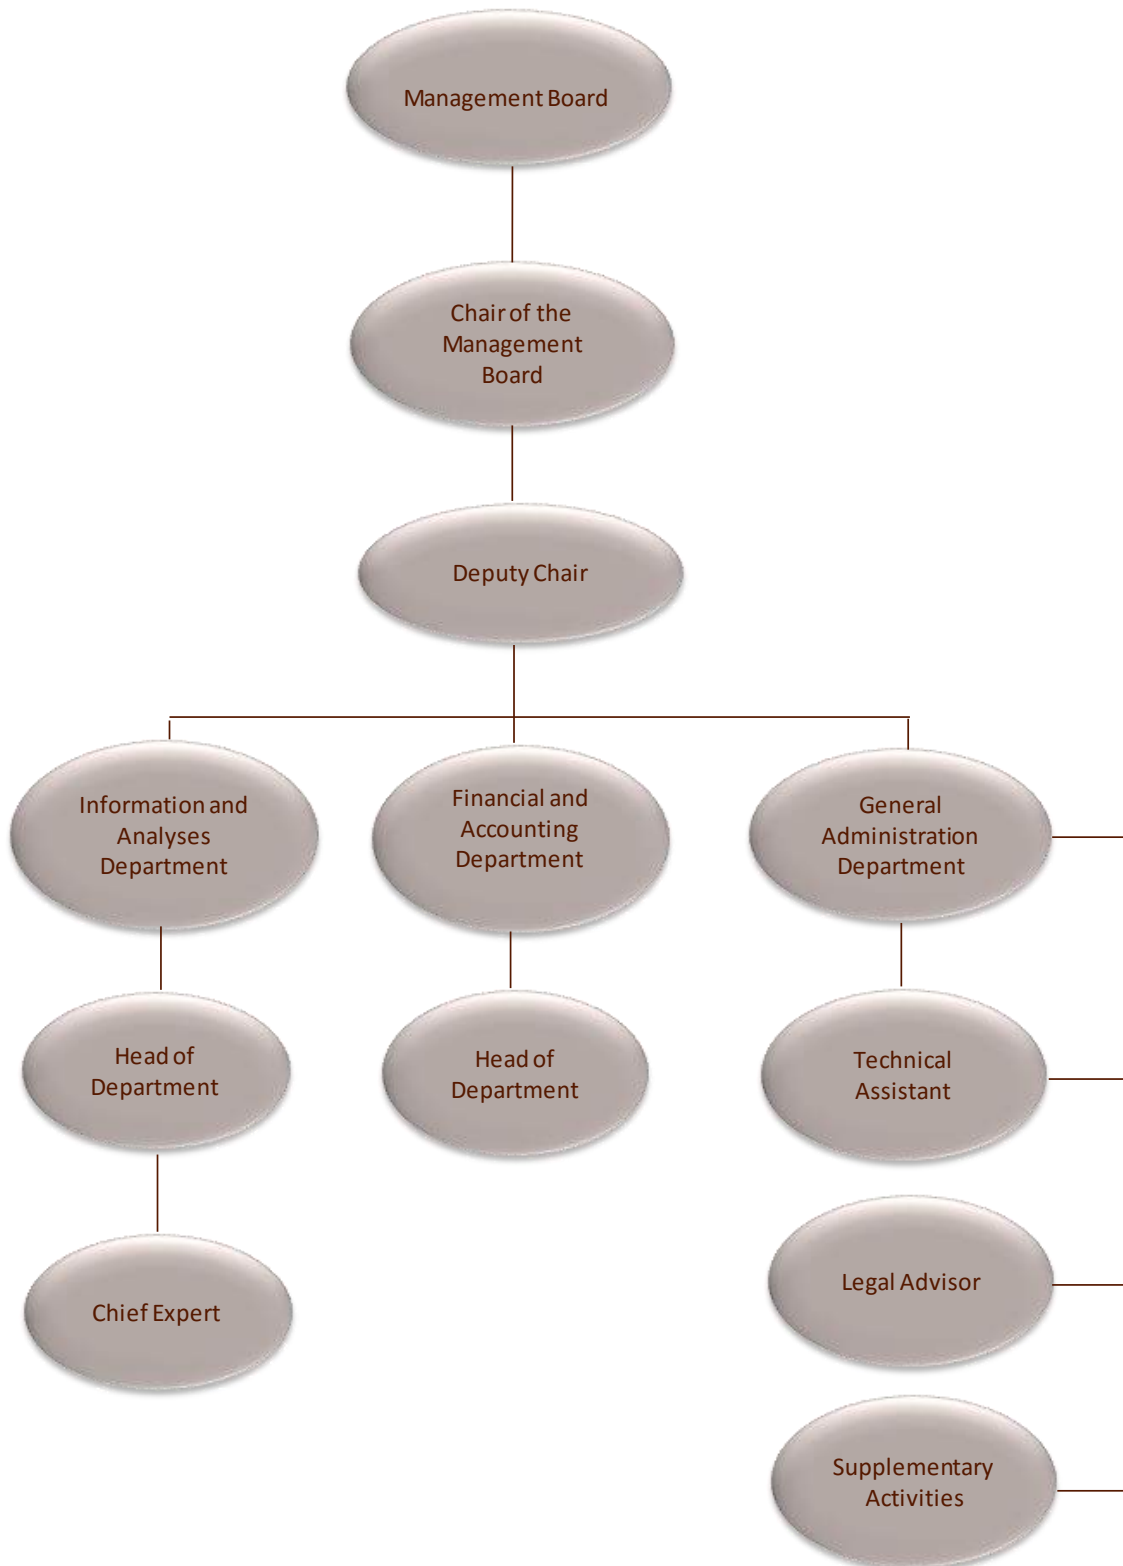 Management Board
Chair of the
Management
Board
Deputy Chair
Information and
Analyses
Department
Financial and
Accounting
Department
General
Administration
Department
Head of
Department
Head of
Department
Technical
Assistant
Legal Advisor
Chief Expert
Supplementary
Activities